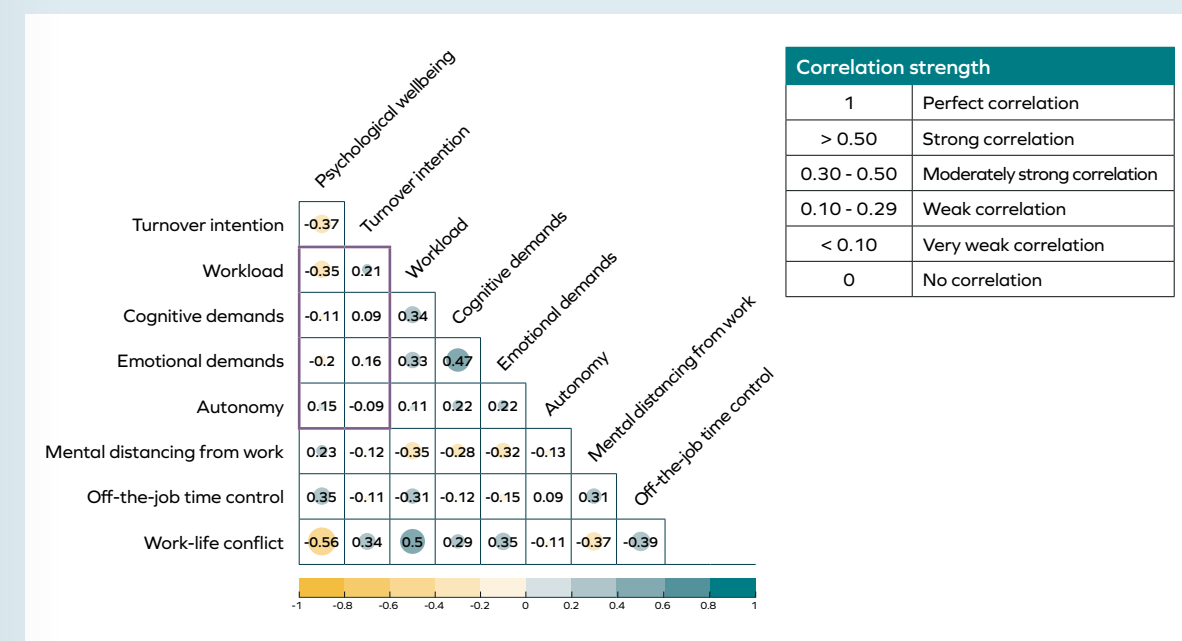 Psychological wellbeing
Turnover intention
Workload
Cognitive demands
Emotional demands
Autonomy
Mental distancing from work
Off-the-job time control
Turnover intention -0.37
Workload -0.35 0.21
Cognitive demands -0.11 0.09 0.34
Emotional demands -0.2 0.16 0.33 0.47
Autonomy 0.15 -0.09 0.11 0.22 0.22
Mental distancing from work 0.23 -0.12 -0.35 -0.28 -0.32 -0.13
Off-the-job time control 0.35 -0.11 -0.31 -0.12 -0.15 0.09 0.31
Work-life conflict -0.56 0.34 0.5 0.29 0.35 -0.11 -0.37 -0.39
-1 -0.8 -0.6 -0.4 -0.2 0 0.2 0.4 0.6 0.8 1
Correlation strength
1 Perfect correlation
> 0.50 Strong correlation
0.30 - 0.50 Moderately strong correlation
0.10 - 0.29 Weak correlation
< 0.10 Very weak correlation
0 No correlation